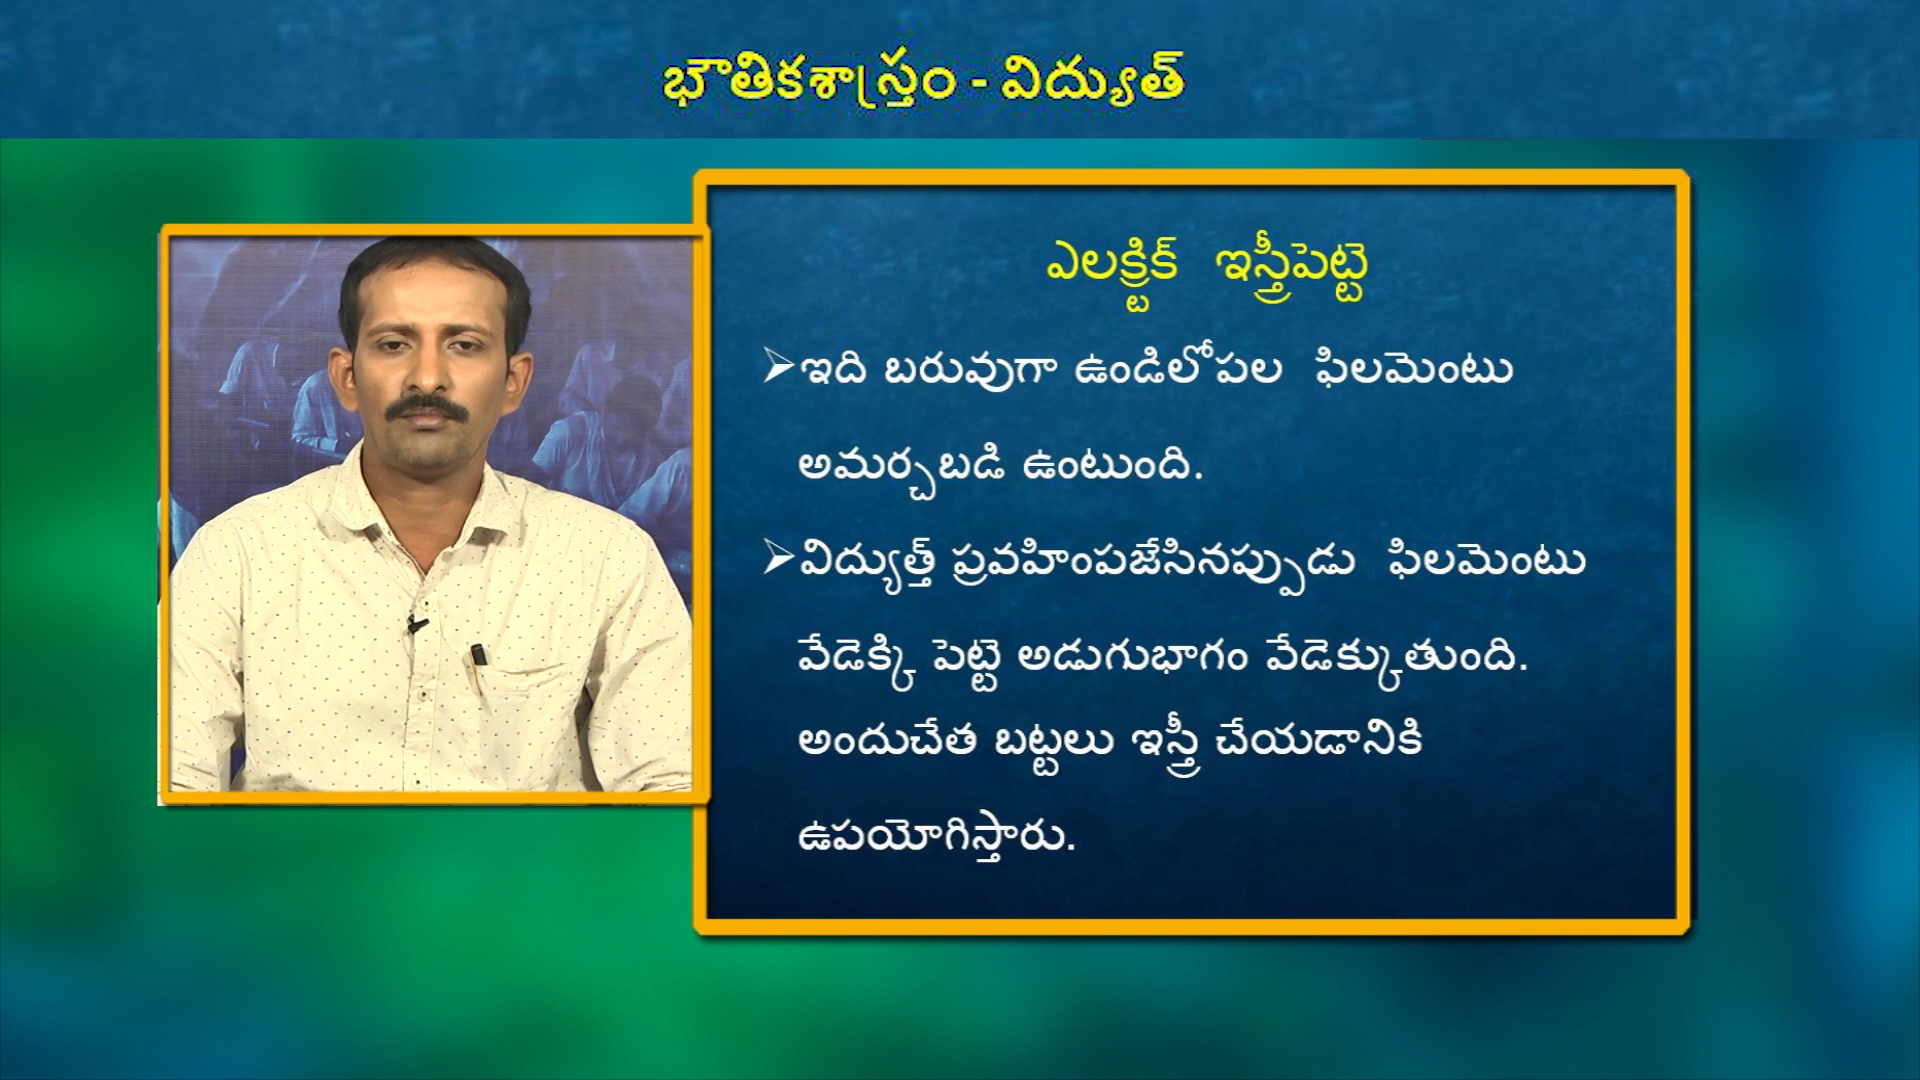 భౌతికశాస్త్రం - విద్యుత్
ఎలక్ట్రిక్ ఇస్త్రీపెట్టె
➢ఇది బరువుగా ఉండిలోపల ఫిలమెంటు
అమర్చబడి ఉంటుంది.
➢విద్యుత్ ప్రవహింపజేసినప్పుడు ఫిలమెంటు
వేడెక్కి పెట్టె అడుగుభాగం వేడెక్కుతుంది.
అందుచేత బట్టలు ఇస్త్రీ చేయడానికి
ఉపయోగిస్తారు.